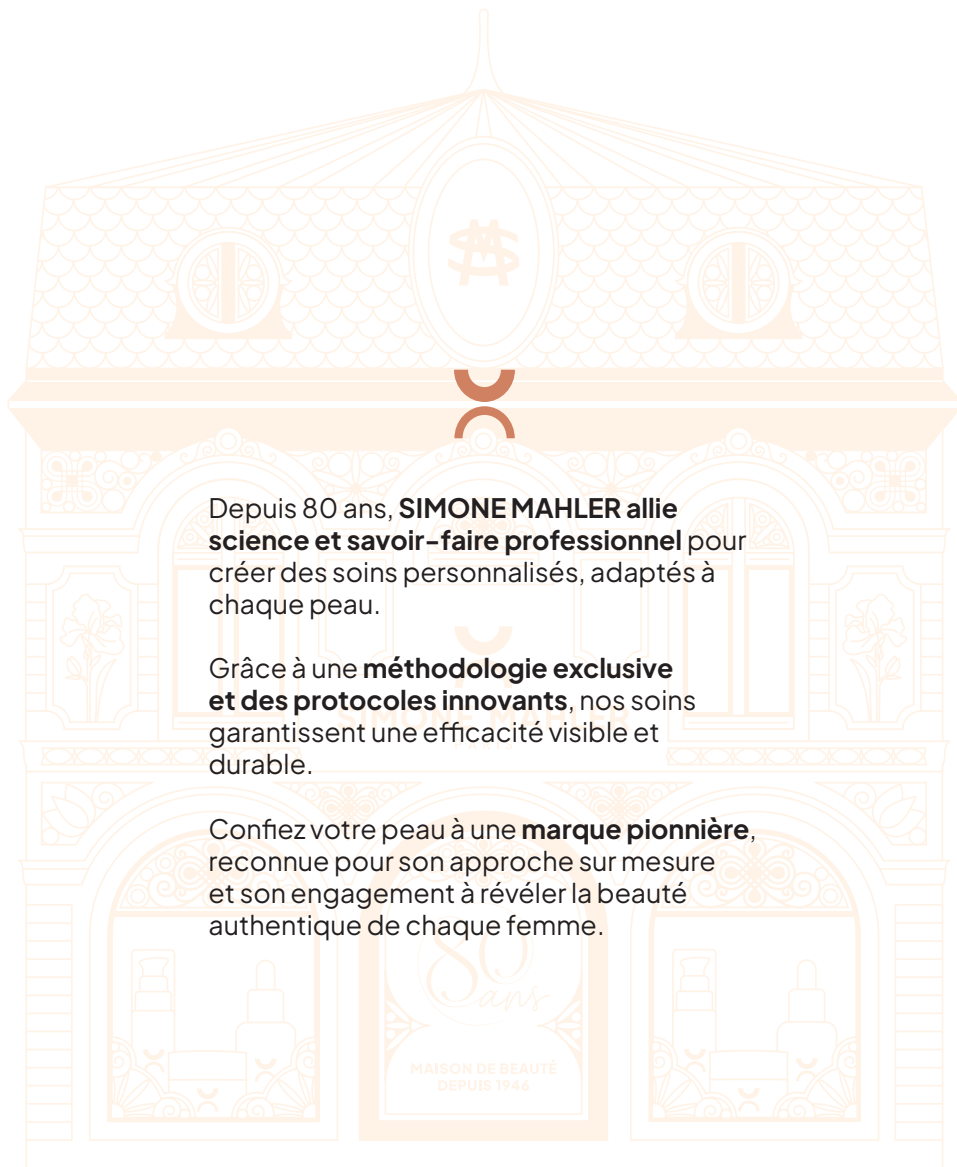 Depuis 80 ans, SIMONE MAHLER allie
science et savoir-faire professionnel pour
créer des soins personnalisés, adaptés à
chaque peau.
Grâce à une méthodologie exclusive
et des protocoles innovants, nos soins
SIMONE MAHLER
garantissent une efficacité visible et
PARIS
durable.
Confiez votre peau à une marque pionnière,
reconnue pour son approche sur mesure
et son engagement à révéler la beauté
authentique de chaque femme.
80
ans
MAISON DE BEAUTÉ
DEPUIS 1946